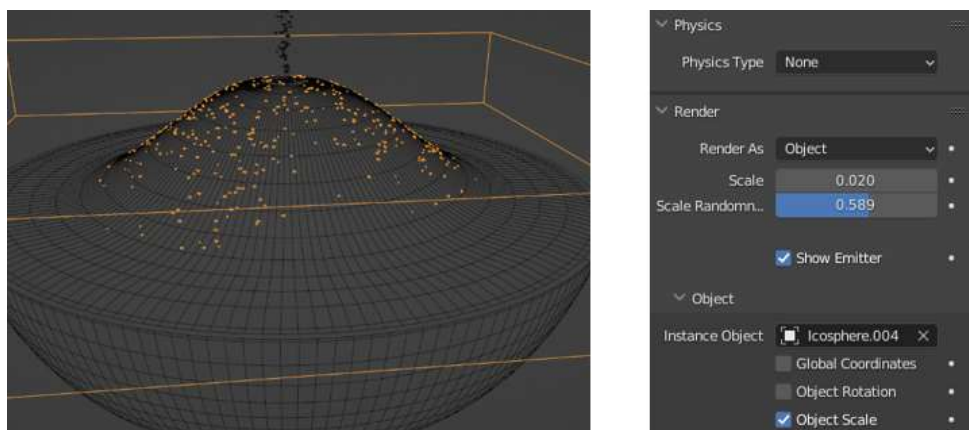 Physics
Physics Type None
Render
Render As Object
Scale 0.020
Scale Randomn... 0.589
Show Emitter
Object
Instance Object Icosphere.004
Global Coordinates
Object Rotation
Object Scale